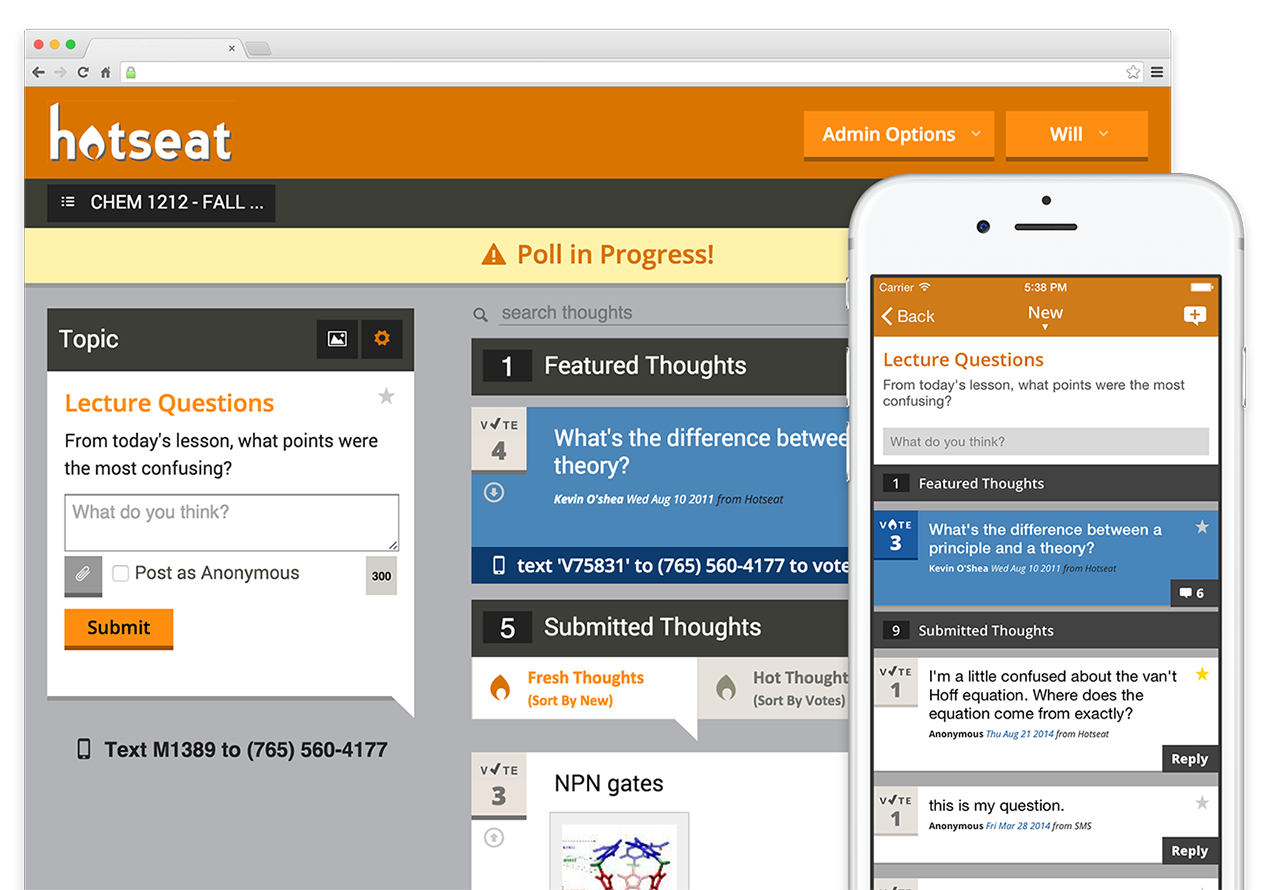 hotseat
Admin Options
Will
CHEM 1212 - FALL ...
Poll in Progress!
Topic
Lecture Questions
From today's lesson, what points were
the most confusing?
What do you think?
Post as Anonymous
300
Submit
Text M1389 to (765) 560-4177
search thoughts
1 Featured Thoughts
VOTE
4
What's the difference betwee
theory?
Kevin O'shea Wed Aug 10 2011 from Hotseat
text 'V75831' to (765) 560-4177 to vote
5 Submitted Thoughts
Fresh Thoughts
(Sort By New)
Hot Thought
(Sort By Votes)
VOTE
3
NPN gates
Carrier 5:38 PM
Back New
Lecture Questions
From today's lesson, what points were the most
confusing?
What do you think?
1 Featured Thoughts
VOTE
3
What's the difference between a
principle and a theory?
Kevin O'Shea Wed Aug 10 2011 from Hotseat
6
9 Submitted Thoughts
VOTE
1
I'm a little confused about the van't
Hoff equation. Where does the
equation come from exactly?
Anonymous Thu Aug 21 2014 from Hotseat
Reply
VOTE
1
this is my question.
Anonymous Fri Mar 28 2014 from SMS
Reply
VOTE